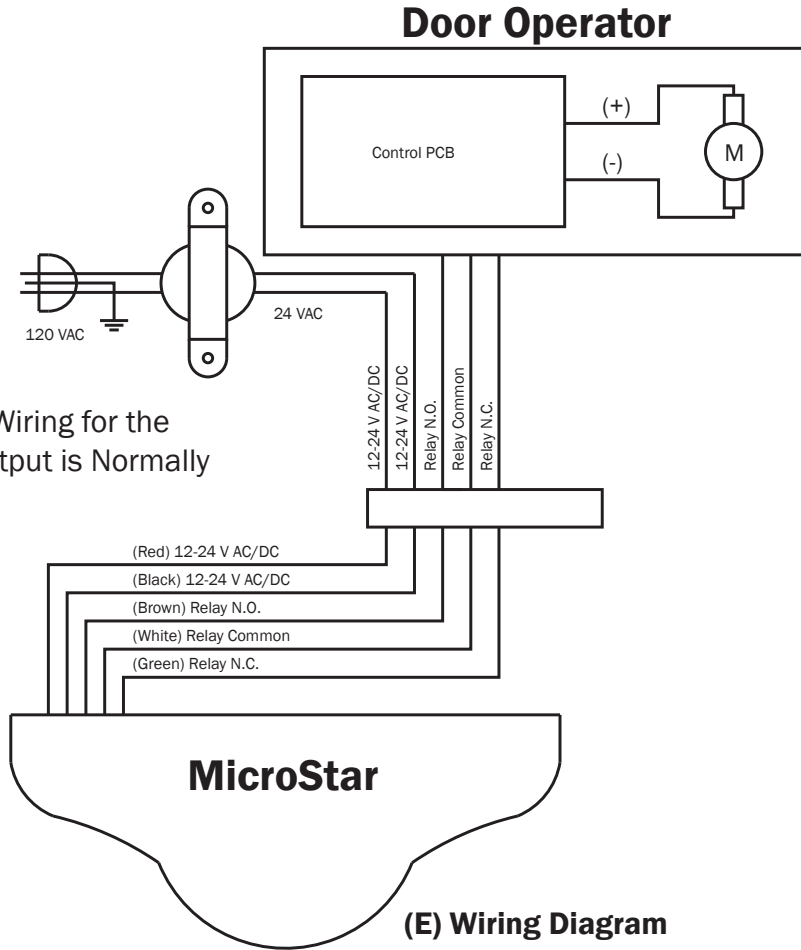 Door Operator
Control PCB
(+)
(-)
M
120 VAC
24 VAC
12-24 V AC/DC
12-24 V AC/DC
Relay N.O.
Relay Common
Relay N.C.
Wiring for the
tput is Normally
(Red) 12-24 V AC/DC
(Black) 12-24 V AC/DC
(Brown) Relay N.O.
(White) Relay Common
(Green) Relay N.C.
MicroStar
(E) Wiring Diagram